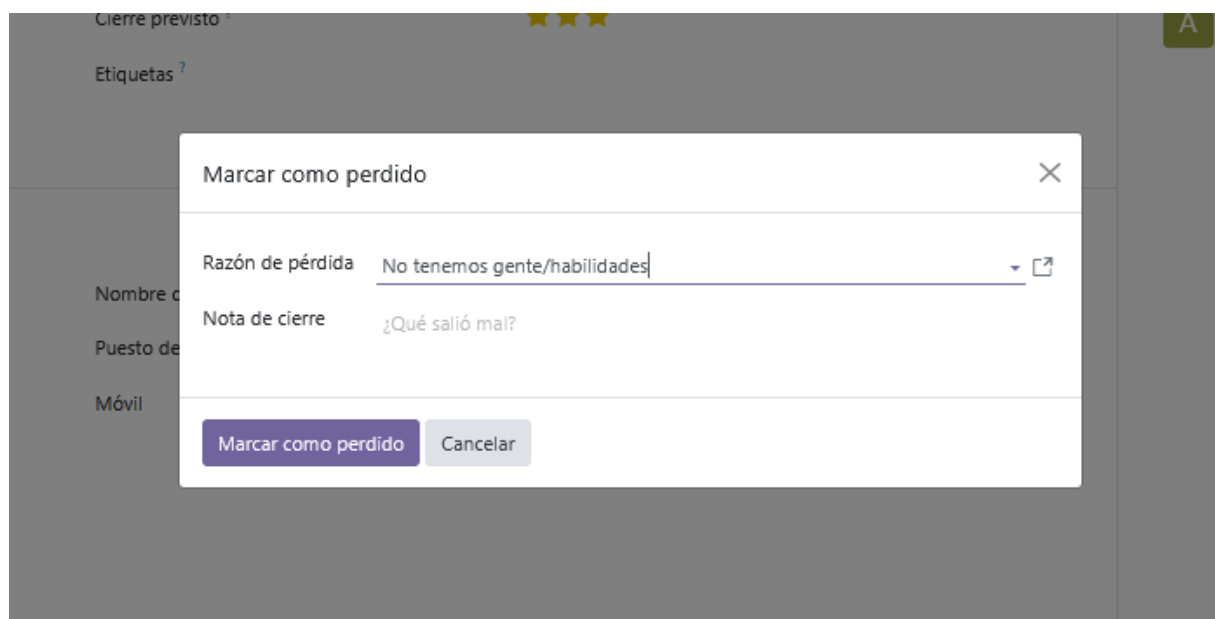 Cierre previsto ?
A
Etiquetas ?
Marcar como perdido
Razón de pérdida No tenemos gente/habilidades
Nombre
Nota de cierre ¿Qué salió mal?
Puesto de
Móvil
Marcar como perdido Cancelar